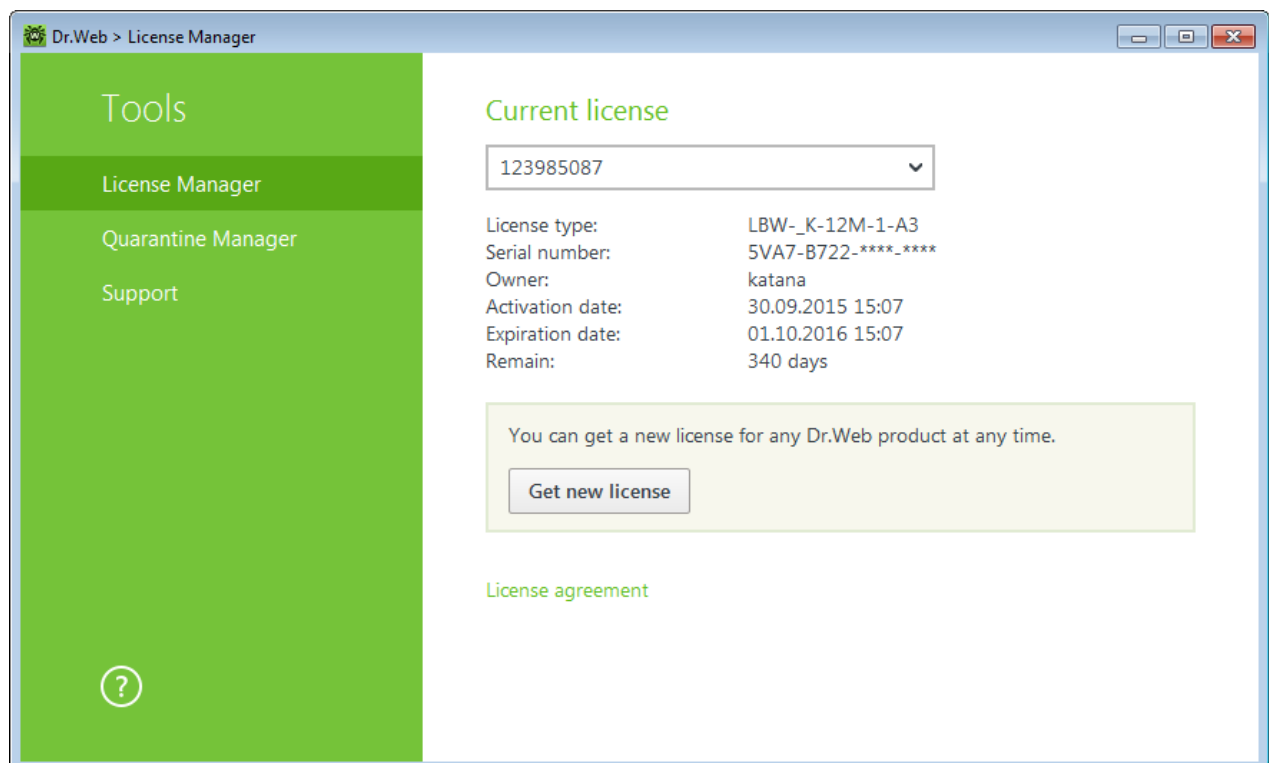 Dr.Web > License Manager
Tools
License Manager
Quarantine Manager
Support
?
Current license
123985087
License type: LBW-_K-12M-1-A3
Serial number: 5VA7-B722-****-****
Owner: katana
Activation date: 30.09.2015 15:07
Expiration date: 01.10.2016 15:07
Remain: 340 days
You can get a new license for any Dr.Web product at any time.
Get new license
License agreement